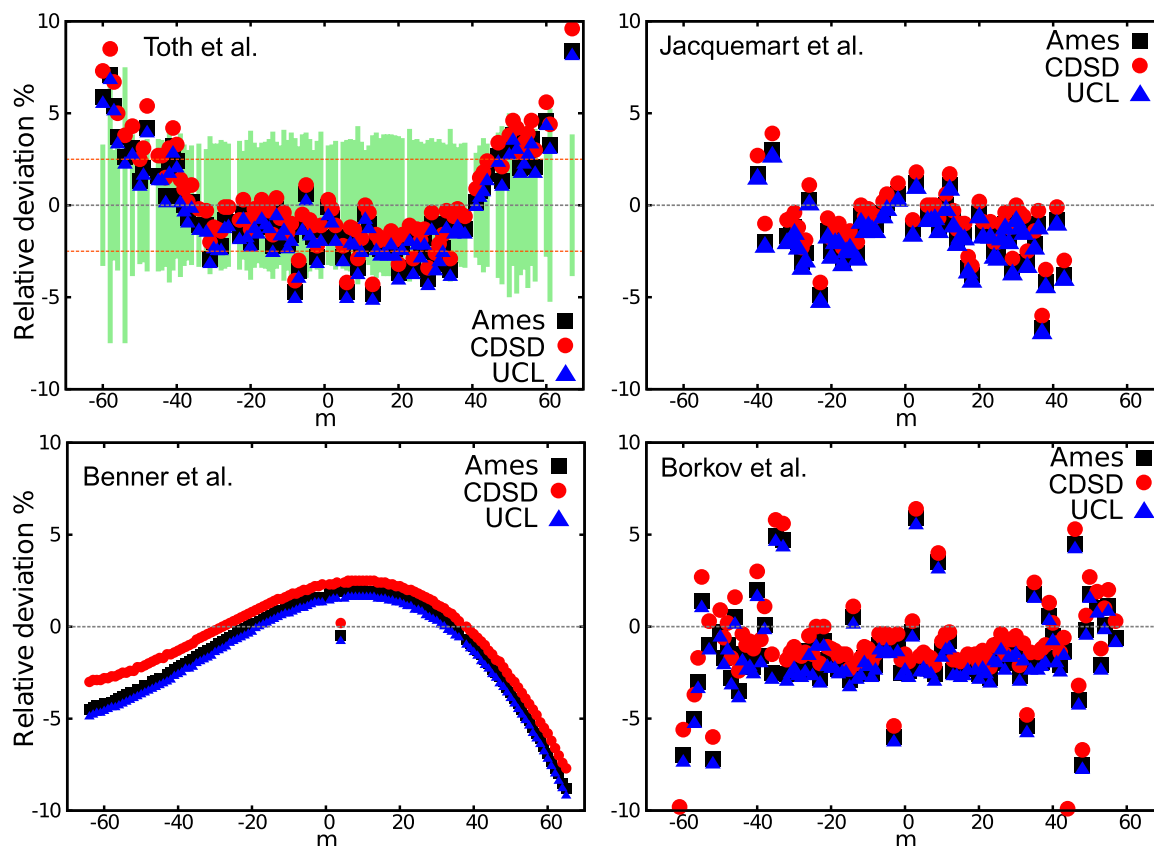 Toth et al.
Ames
CDSD
UCL
Relative deviation %
10
5
0
-5
-10
-60
-40
-20
0
20
40
60
m
Jacquemart et al.
Ames
CDSD
UCL
10
5
0
-5
-10
-60
-40
-20
0
20
40
60
m
Benner et al.
Ames
CDSD
UCL
Relative deviation %
10
5
0
-5
-10
-60
-40
-20
0
20
40
60
m
Borkov et al.
Ames
CDSD
UCL
10
5
0
-5
-10
-60
-40
-20
0
20
40
60
m